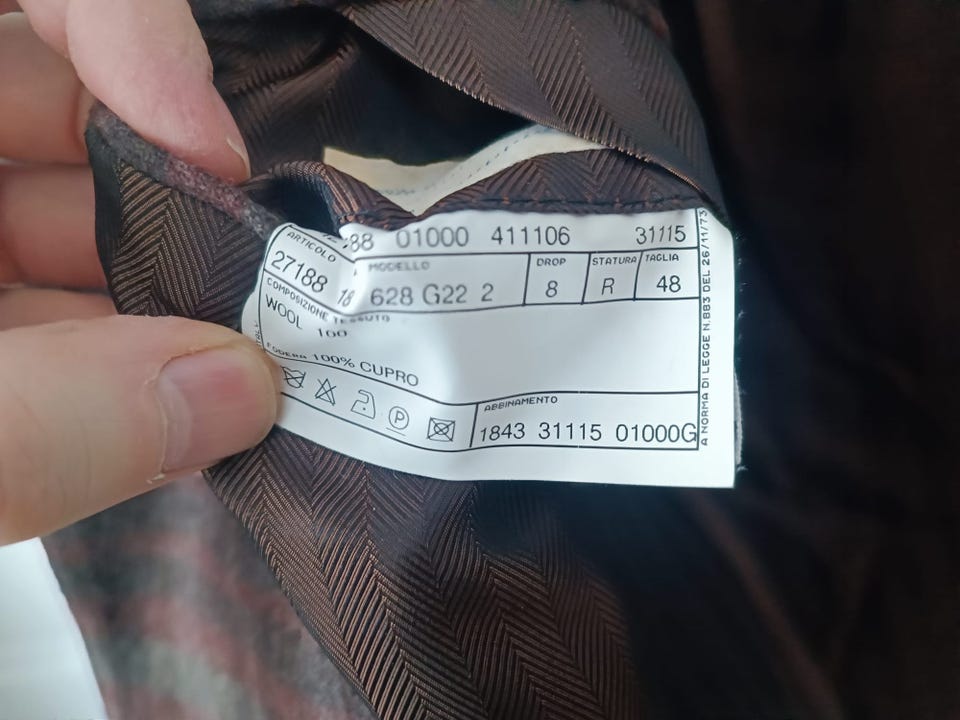 88 01000 411106 31115
ARTICOLO MODELLO DROP STATURA TAGLIA
27188 18 628 G22 2 8 R 48
COMPOSIZIONE TESSUTO
WOOL 100
FODERA 100% CUPRO
P
ABBINAMENTO
1843 31115 01000G
A NORMA DI LEGGE N.883 DEL 26/11/73